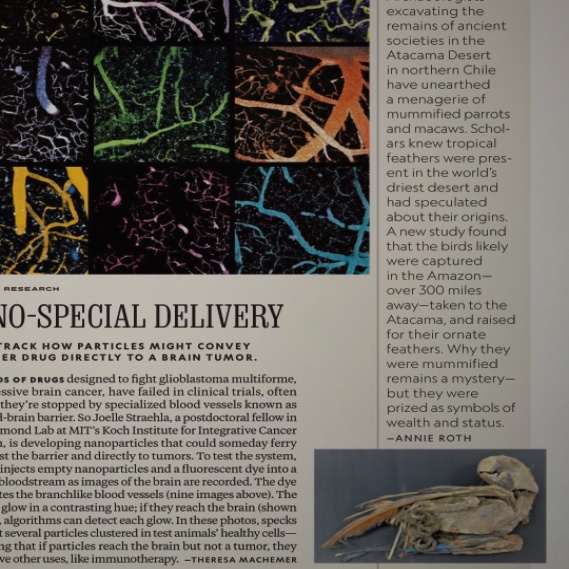 RESEARCH
NO-SPECIAL DELIVERY
TRACK HOW PARTICLES MIGHT CONVEY
ER DRUG DIRECTLY TO A BRAIN TUMOR.
DS OF DRUGS designed to fight glioblastoma multiforme,
essive brain cancer, have failed in clinical trials, often
they're stopped by specialized blood vessels known as
d-brain barrier. So Joelle Straehla, a postdoctoral fellow in
mond Lab at MIT's Koch Institute for Integrative Cancer
h, is developing nanoparticles that could someday ferry
st the barrier and directly to tumors. To test the system,
injects empty nanoparticles and a fluorescent dye into a
bloodstream as images of the brain are recorded. The dye
tes the branchlike blood vessels (nine images above). The
glow in a contrasting hue; if they reach the brain (shown
, algorithms can detect each glow. In these photos, specks
t several particles clustered in test animals' healthy cells—
ng that if particles reach the brain but not a tumor, they
ve other uses, like immunotherapy. —THERESA MACHEMER
excavating the
remains of ancient
societies in the
Atacama Desert
in northern Chile
have unearthed
a menagerie of
mummified parrots
and macaws. Schol-
ars knew tropical
feathers were pres-
ent in the world's
driest desert and
had speculated
about their origins.
A new study found
that the birds likely
were captured
in the Amazon—
over 300 miles
away—taken to the
Atacama, and raised
for their ornate
feathers. Why they
were mummified
remains a mystery—
but they were
prized as symbols of
wealth and status.
—ANNIE ROTH